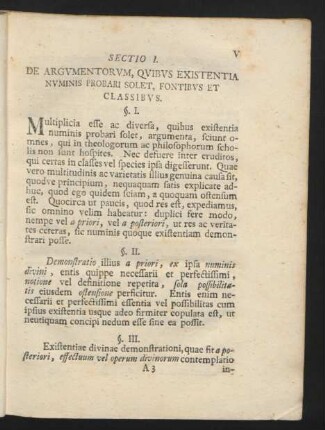 V
SECTIO I.
DE ARGVMENTORVM, QVIBVS EXISTENTIA
NVMINIS PROBARI SOLET, FONTIBVS ET
CLASSIBVS.
§. I.
Multiplicia esse ac diversa, quibus existentia
numinis probari solet, argumenta, sciunt o-
mnes, qui in theologorum ac philosophorum scho-
lis non sunt hospites. Nec defuere inter eruditos,
qui certas in classes vel species ipsa digesserunt. Quae
vero multitudinis ac varietatis illius genuina causa sit,
quodve principium, nequaquam satis explicate ad-
huc, quod ego quidem sciam, a quoquam ostensum
est. Quocirca ut paucis, quod res est, expediamus,
sic omnino velim habeatur: duplici fere modo,
nempe vel a priori, vel a posteriori, ut res ac verita-
tes ceteras, sic numinis quoque existentiam demon-
strari posse.
§. II.
Demonstratio illius a priori, ex ipsa numinis
divini, entis quippe necessarii et perfectissimi,
notione vel definitione repetita, sola possibilita-
tis eiusdem ostensione perficitur. Entis enim ne-
cessarii et perfectissimi essentia vel possibilitas cum
ipsius existentia usque adeo firmiter copulata est, ut
neutiquam concipi nedum esse sine ea possit.
§. III.
Existentiae divinae demonstrationi, quae fit a po-
steriori, effectuum vel operum divinorum contemplatio
A 3 in-